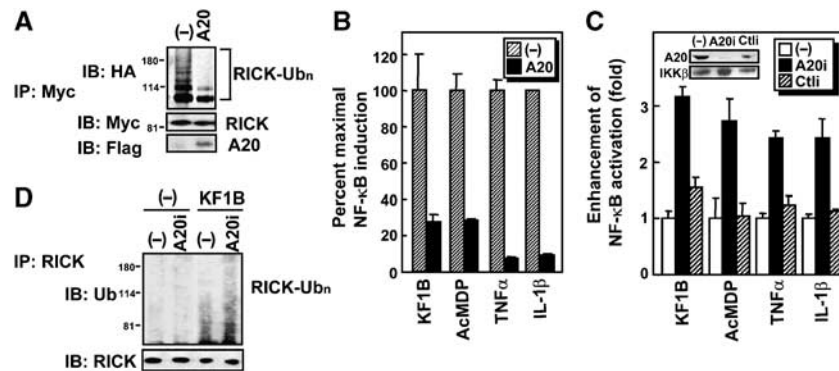 A
(–) A20
180
IB: HA
IP: Myc
114
RICK-Ubn
IB: Myc
81
RICK
IB: Flag
A20
B
Percent maximal
NF-κB induction
120
100
80
60
40
20
0
(–)
A20
KF1B
AcMDP
TNFα
IL-1β
C
Enhancement of
NF-κB activation (fold)
3
2
1
0
(–) A20i Ctli
A20
IKKβ
(–)
A20i
Ctli
KF1B
AcMDP
TNFα
IL-1β
D
(–) KF1B
(–) A20i (–) A20i
IP: RICK
180
IB: Ub
114
RICK-Ubn
81
IB: RICK
RICK